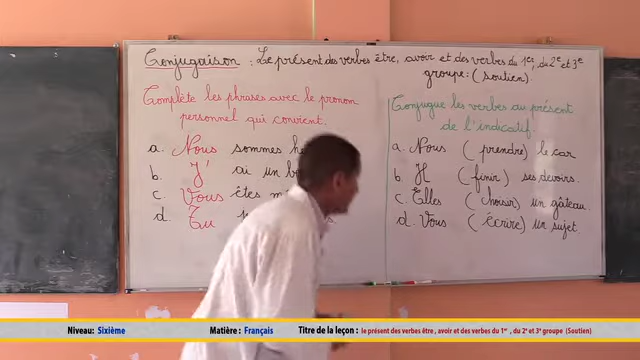 Conjugaison : Le présent des verbes être, avoir et des verbes du 1er, du 2e et 3e
groupe : (soutien).
Complète les phrases avec le pronom
personnel qui convient.
a. Nous sommes
b. J' ai un
c. Vous êtes
d. Tu
Conjugue les verbes au présent
de l'indicatif.
a. Nous (prendre) le car
b. Il (finir) ses devoirs.
c. Elles (choisir) un gâteau.
d. Vous (écrire) un sujet
Niveau: Sixième Matière : Français Titre de la leçon : le présent des verbes être , avoir et des verbes du 1er , du 2e et 3e groupe (Soutien)